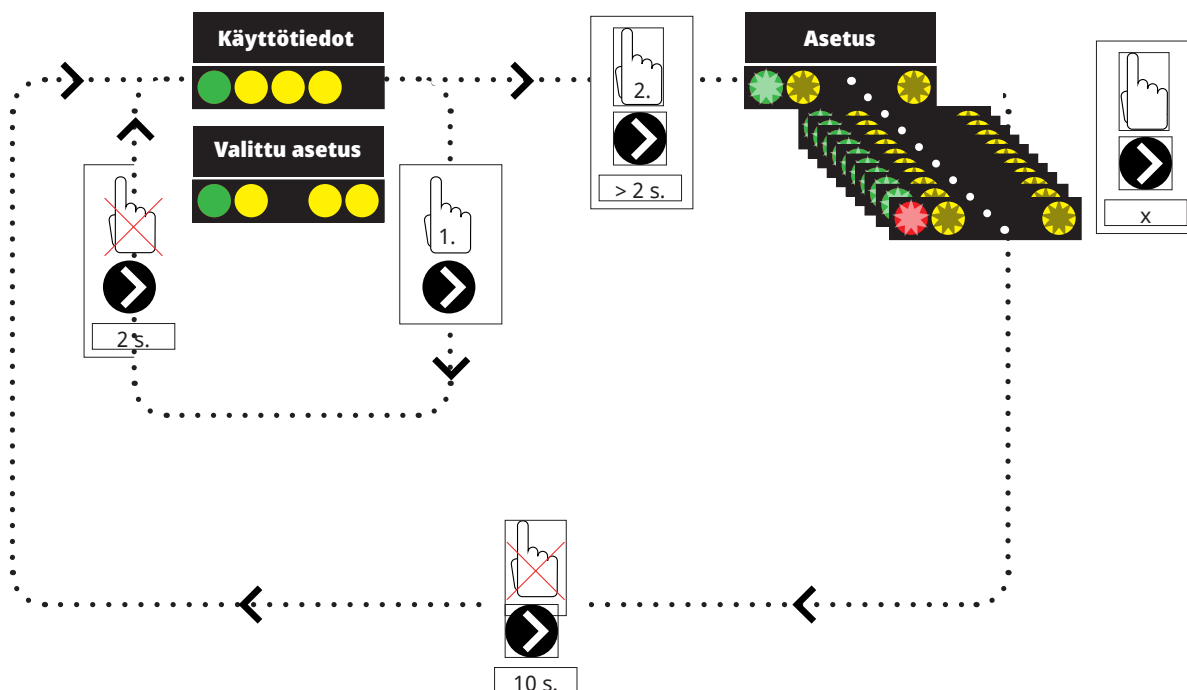 Käyttötiedot
Valittu asetus
2 s.
1.
2.
> 2 s.
Asetus
x
10 s.